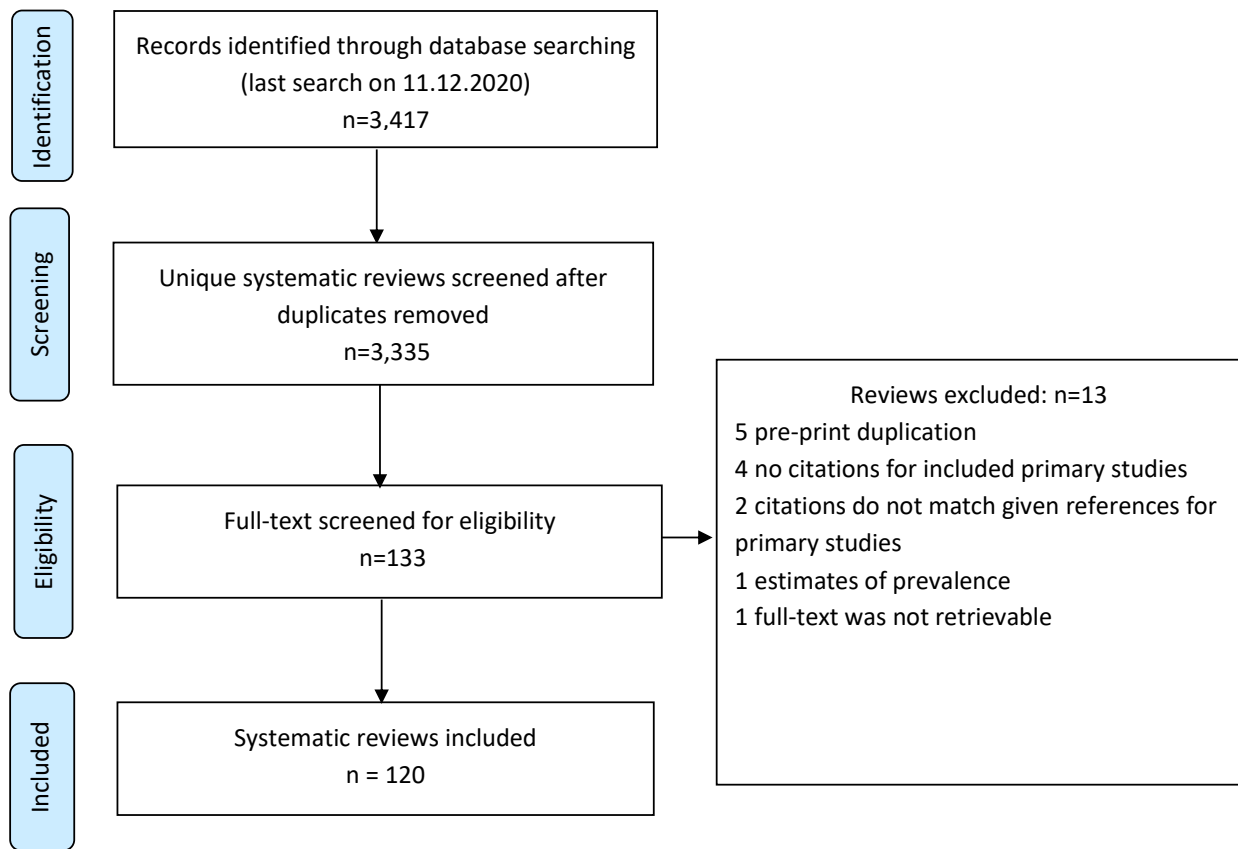 Identification
Records identified through database searching
(last search on 11.12.2020)
n=3,417
Screening
Unique systematic reviews screened after
duplicates removed
n=3,335
Eligibility
Full-text screened for eligibility
n=133
Reviews excluded: n=13
5 pre-print duplication
4 no citations for included primary studies
2 citations do not match given references for
primary studies
1 estimates of prevalence
1 full-text was not retrievable
Included
Systematic reviews included
n = 120